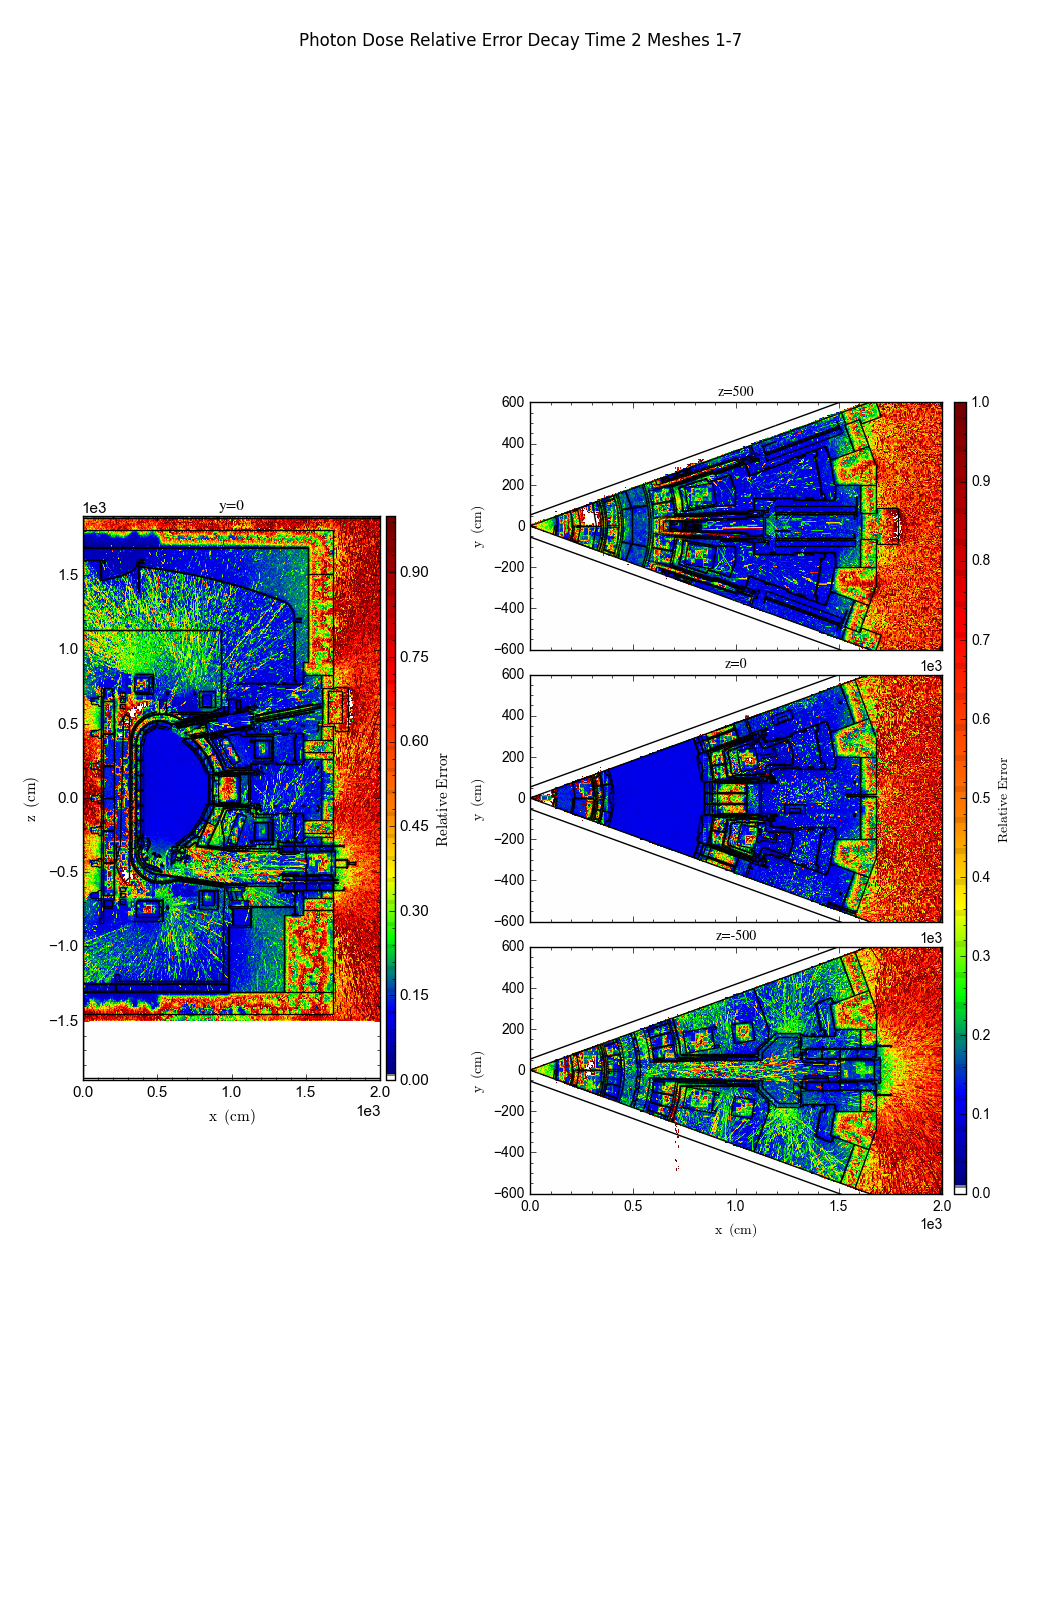 Photon Dose Relative Error Decay Time 2 Meshes 1-7
y=0
1e3
1.5
1.0
0.5
0.0
−0.5
−1.0
−1.5
z (cm)
0.0 0.5 1.0 1.5 2.0
x (cm)
1e3
0.90
0.75
0.60
0.45
0.30
0.15
0.00
Relative Error
z=500
600
400
200
0
−200
−400
−600
y (cm)
1e3
z=0
600
400
200
0
−200
−400
−600
y (cm)
1e3
z=-500
600
400
200
0
−200
−400
−600
y (cm)
0.0 0.5 1.0 1.5 2.0
x (cm)
1e3
1.0
0.9
0.8
0.7
0.6
0.5
0.4
0.3
0.2
0.1
0.0
Relative Error